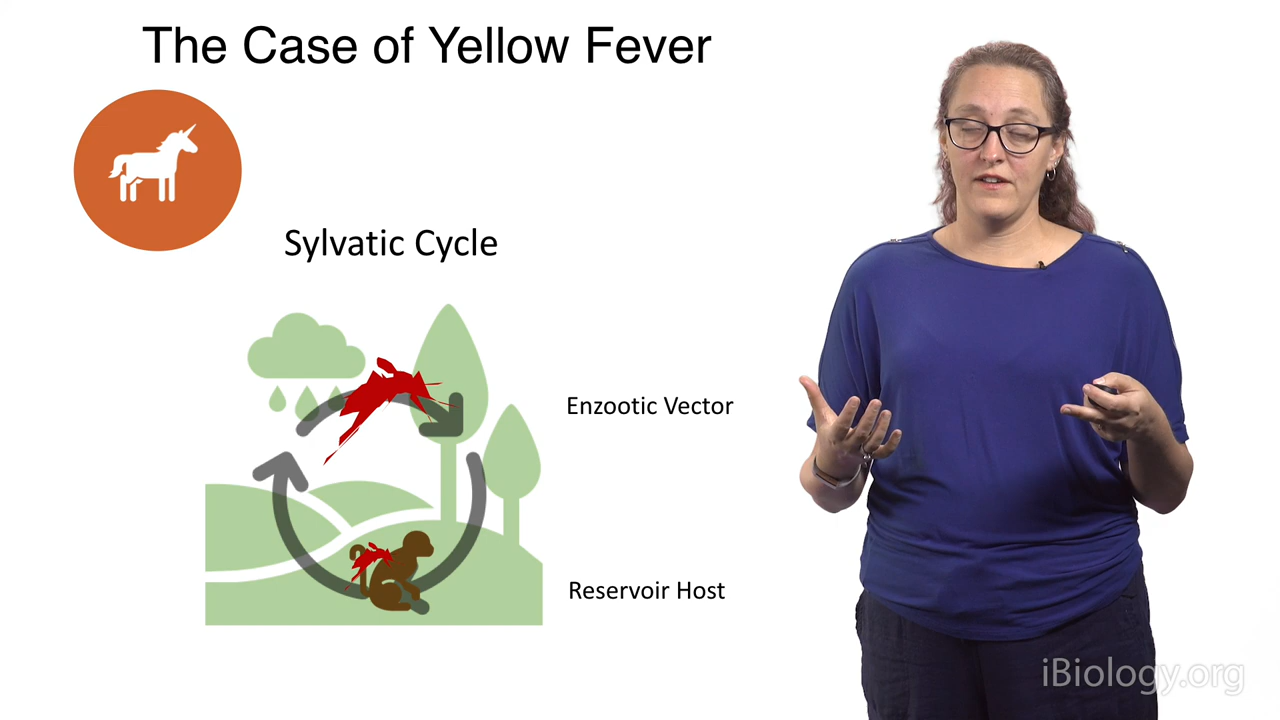 The Case of Yellow Fever
Sylvatic Cycle
Enzootic Vector
Reservoir Host
iBiology.org